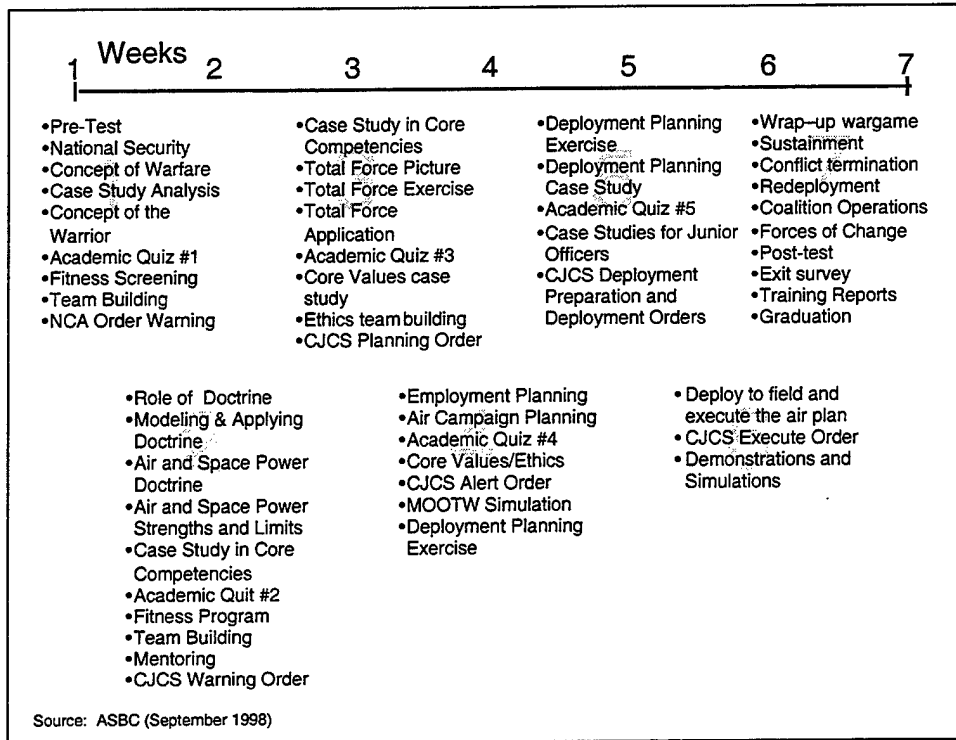 Weeks
1 2 3 4 5 6 7
•Pre-Test
•National Security
•Concept of Warfare
•Case Study Analysis
•Concept of the
Warrior
•Academic Quiz #1
•Fitness Screening
•Team Building
•NCA Order Warning
•Case Study in Core
Competencies
•Total Force Picture
•Total Force Exercise
•Total Force
Application
•Academic Quiz #3
•Core Values case
study
•Ethics team building
•CJCS Planning Order
•Deployment Planning
Exercise
•Deployment Planning
Case Study
•Academic Quiz #5
•Case Studies for Junior
Officers
•CJCS Deployment
Preparation and
Deployment Orders
•Wrap-up wargame
•Sustainment
•Conflict termination
•Redeployment
•Coalition Operations
•Forces of Change
•Post-test
•Exit survey
•Training Reports
•Graduation
•Role of Doctrine
•Modeling & Applying
Doctrine
•Air and Space Power
Doctrine
•Air and Space Power
Strengths and Limits
•Case Study in Core
Competencies
•Academic Quit #2
•Fitness Program
•Team Building
•Mentoring
•CJCS Warning Order
•Employment Planning
•Air Campaign Planning
•Academic Quiz #4
•Core Values/Ethics
•CJCS Alert Order
•MOOTW Simulation
•Deployment Planning
Exercise
• Deploy to field and
execute the air plan
• CJCS Execute Order
• Demonstrations and
Simulations
Source: ASBC (September 1998)